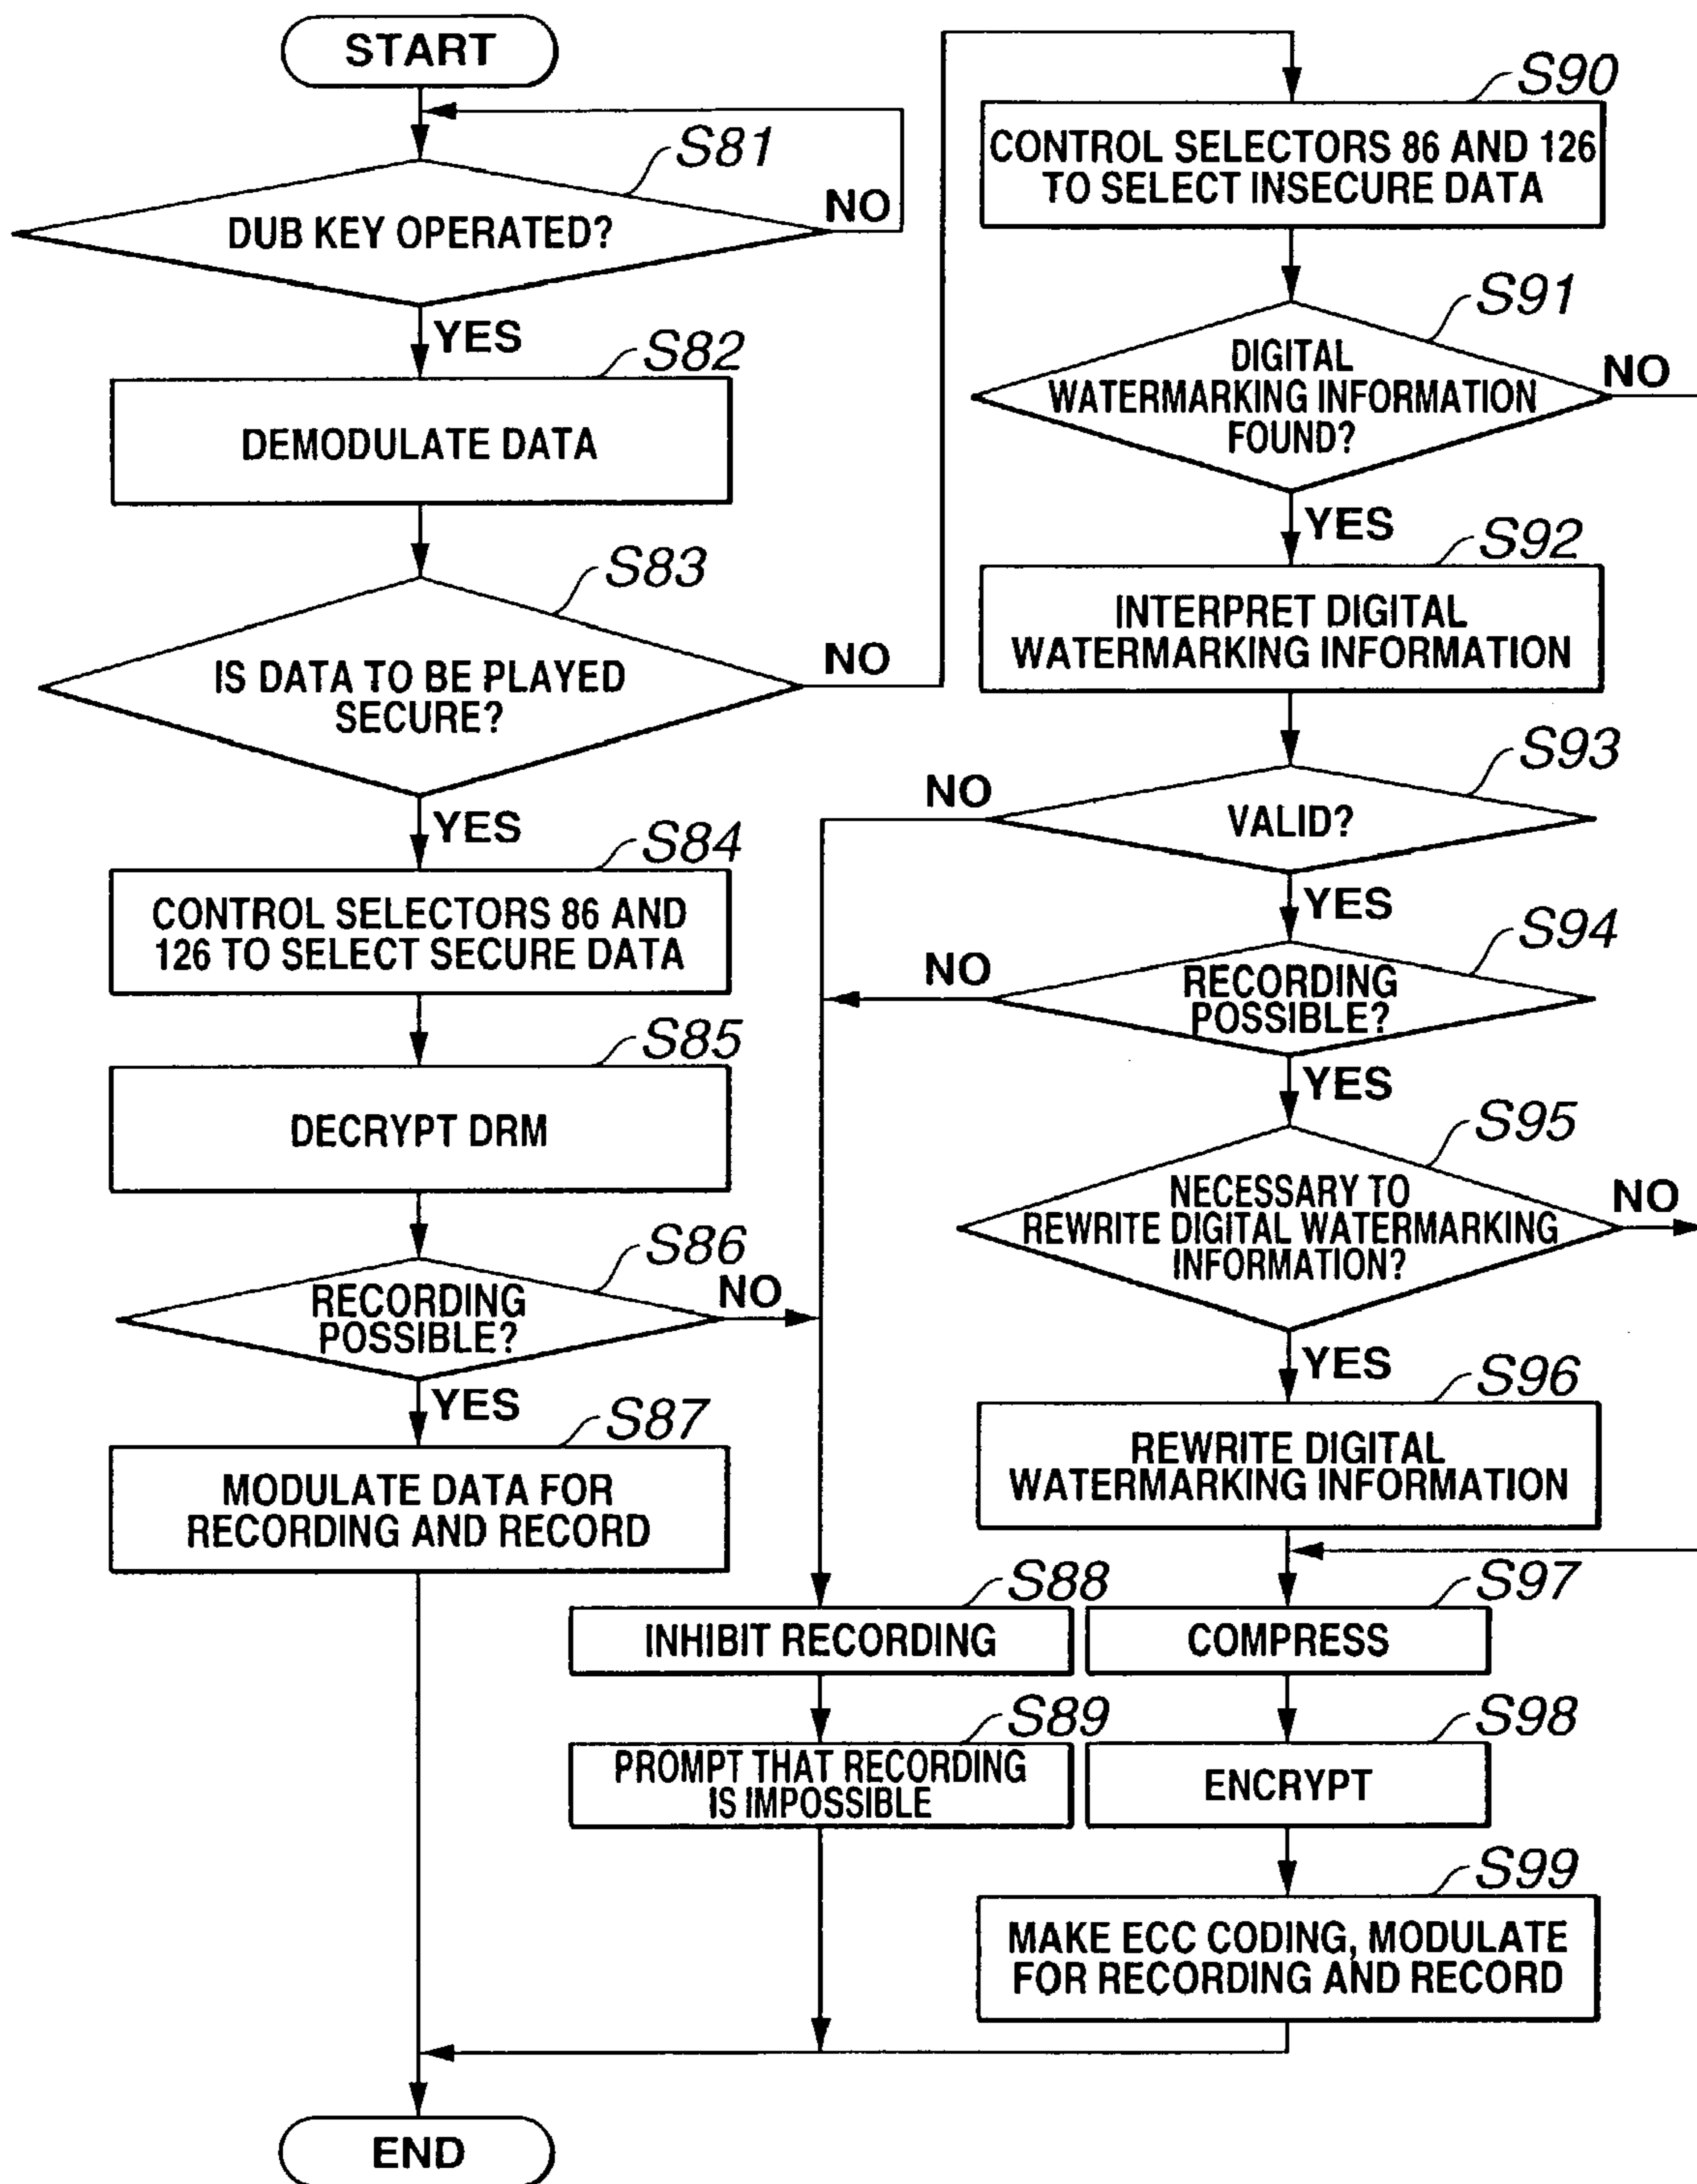 START
S81
DUB KEY OPERATED?
NO
YES
S82
DEMODULATE DATA
S83
IS DATA TO BE PLAYED
SECURE?
NO
YES
S84
CONTROL SELECTORS 86 AND
126 TO SELECT SECURE DATA
S85
DECRYPT DRM
S86
RECORDING
POSSIBLE?
NO
YES
S87
MODULATE DATA FOR
RECORDING AND RECORD
S88
INHIBIT RECORDING
S89
PROMPT THAT RECORDING
IS IMPOSSIBLE
S90
CONTROL SELECTORS 86 AND 126
TO SELECT INSECURE DATA
S91
DIGITAL
WATERMARKING INFORMATION
FOUND?
NO
YES
S92
INTERPRET DIGITAL
WATERMARKING INFORMATION
S93
VALID?
NO
YES
S94
RECORDING
POSSIBLE?
NO
YES
S95
NECESSARY TO
REWRITE DIGITAL WATERMARKING
INFORMATION?
NO
YES
S96
REWRITE DIGITAL
WATERMARKING INFORMATION
S97
COMPRESS
S98
ENCRYPT
S99
MAKE ECC CODING, MODULATE
FOR RECORDING AND RECORD
END